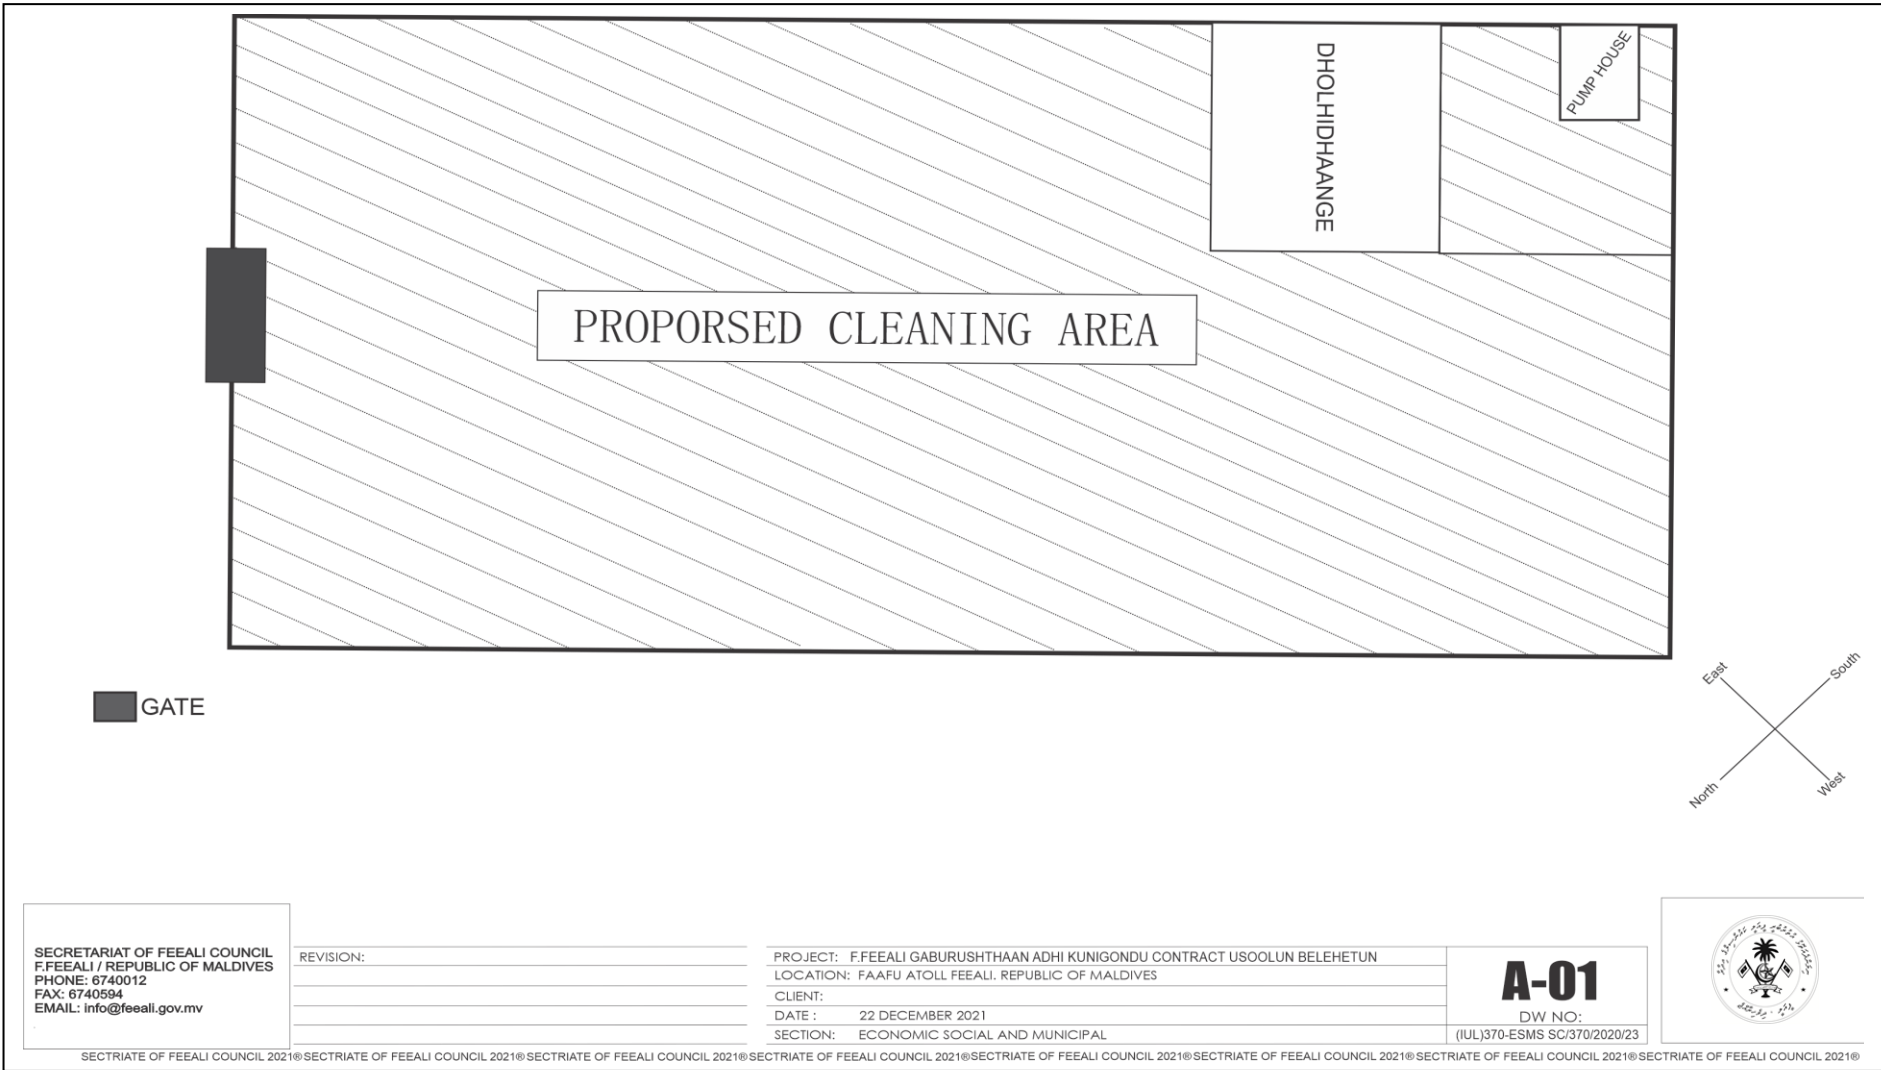 DHOLHIDHAANGE
PUMP HOUSE
PROPORSED CLEANING AREA
GATE
East
South
North
West
SECRETARIAT OF FEEALI COUNCIL
F.FEEALI / REPUBLIC OF MALDIVES
PHONE: 6740012
FAX: 6740594
EMAIL: info@feeali.gov.mv
REVISION:
PROJECT: F.FEEALI GABURUSHTHAAN ADHI KUNIGONDU CONTRACT USOOLUN BELEHETUN
LOCATION: FAAFU ATOLL FEEALI. REPUBLIC OF MALDIVES
CLIENT:
DATE : 22 DECEMBER 2021
SECTION: ECONOMIC SOCIAL AND MUNICIPAL
A-01
DW NO:
(IUL)370-ESMS SC/370/2020/23
SECTRIATE OF FEEALI COUNCIL 2021®SECTRIATE OF FEEALI COUNCIL 2021®SECTRIATE OF FEEALI COUNCIL 2021®SECTRIATE OF FEEALI COUNCIL 2021®SECTRIATE OF FEEALI COUNCIL 2021®SECTRIATE OF FEEALI COUNCIL 2021®SECTRIATE OF FEEALI COUNCIL 2021®SECTRIATE OF FEEALI COUNCIL 2021®